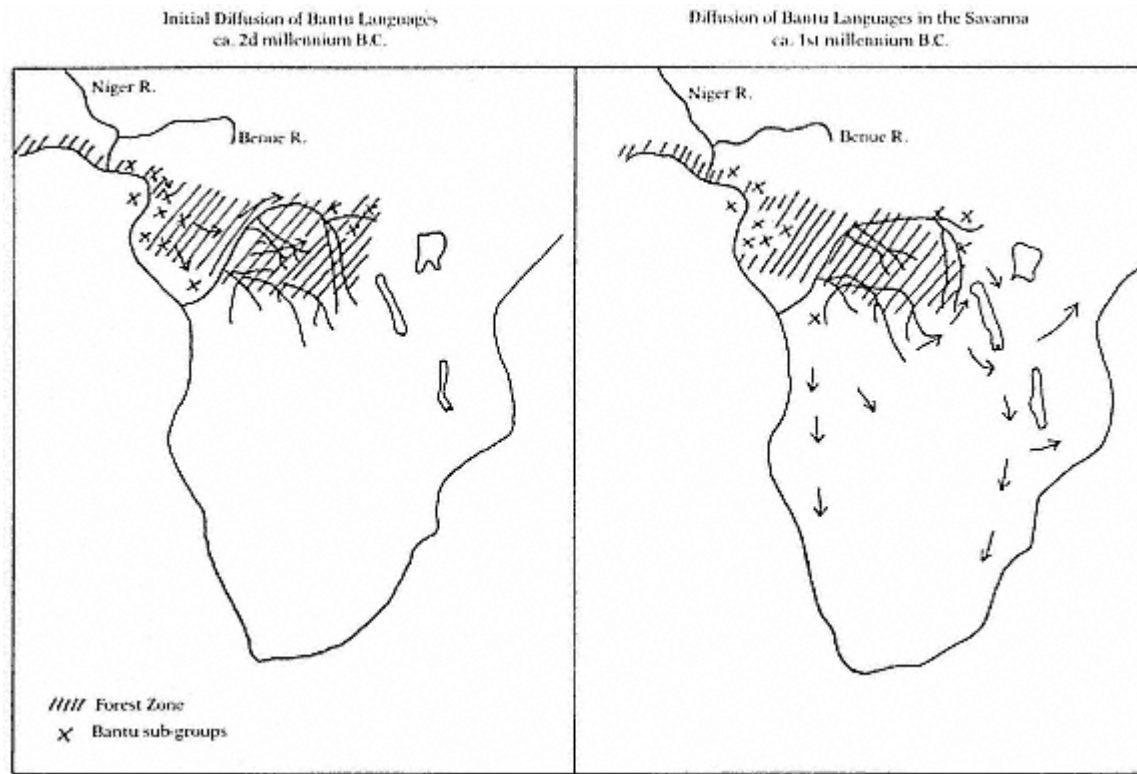 Initial Diffusion of Bantu Languages
ca. 2d millennium B.C.
Diffusion of Bantu Languages in the Savanna
ca. 1st millennium B.C.
Niger R.
Benue R.
Niger R.
Benue R.
Forest Zone
Bantu sub-groups